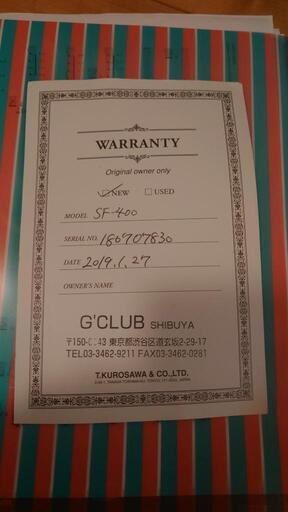 WARRANTY
Original owner only
NEW □ USED
MODEL SF-400
SERIAL NO. 180707830
DATE 2019.1.27
OWNER'S NAME
G'CLUB SHIBUYA
〒150- 43 東京都渋谷区道玄坂2-29-17
TEL03-3462-9211 FAX03-3462-0281
T.KUROSAWA & CO.,LTD.